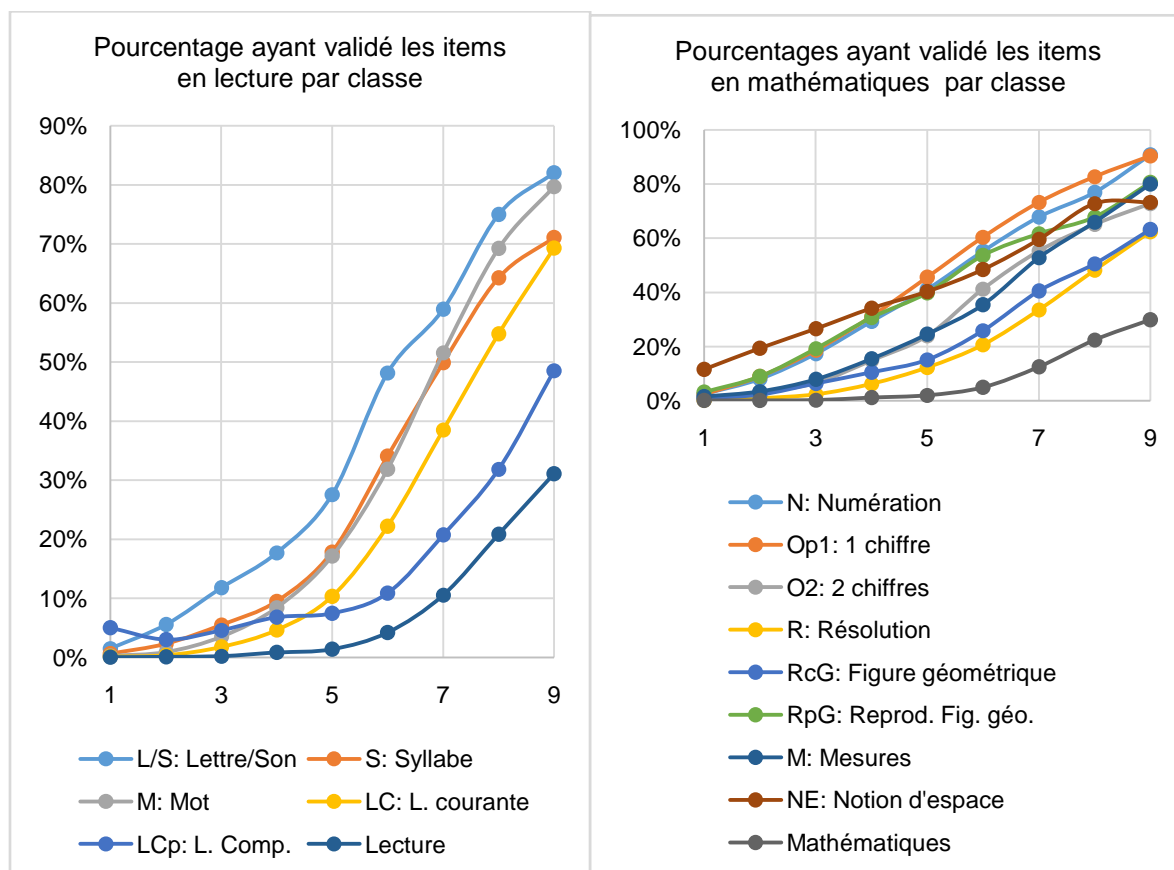 Pourcentage ayant validé les items
en lecture par classe
90%
80%
70%
60%
50%
40%
30%
20%
10%
0%
1 3 5 7 9
L/S: Lettre/Son S: Syllabe
M: Mot LC: L. courante
LCp: L. Comp. Lecture
Pourcentages ayant validé les items
en mathématiques par classe
100%
80%
60%
40%
20%
0%
1 3 5 7 9
N: Numération
Op1: 1 chiffre
O2: 2 chiffres
R: Résolution
RcG: Figure géométrique
RpG: Reprod. Fig. géo.
M: Mesures
NE: Notion d'espace
Mathématiques